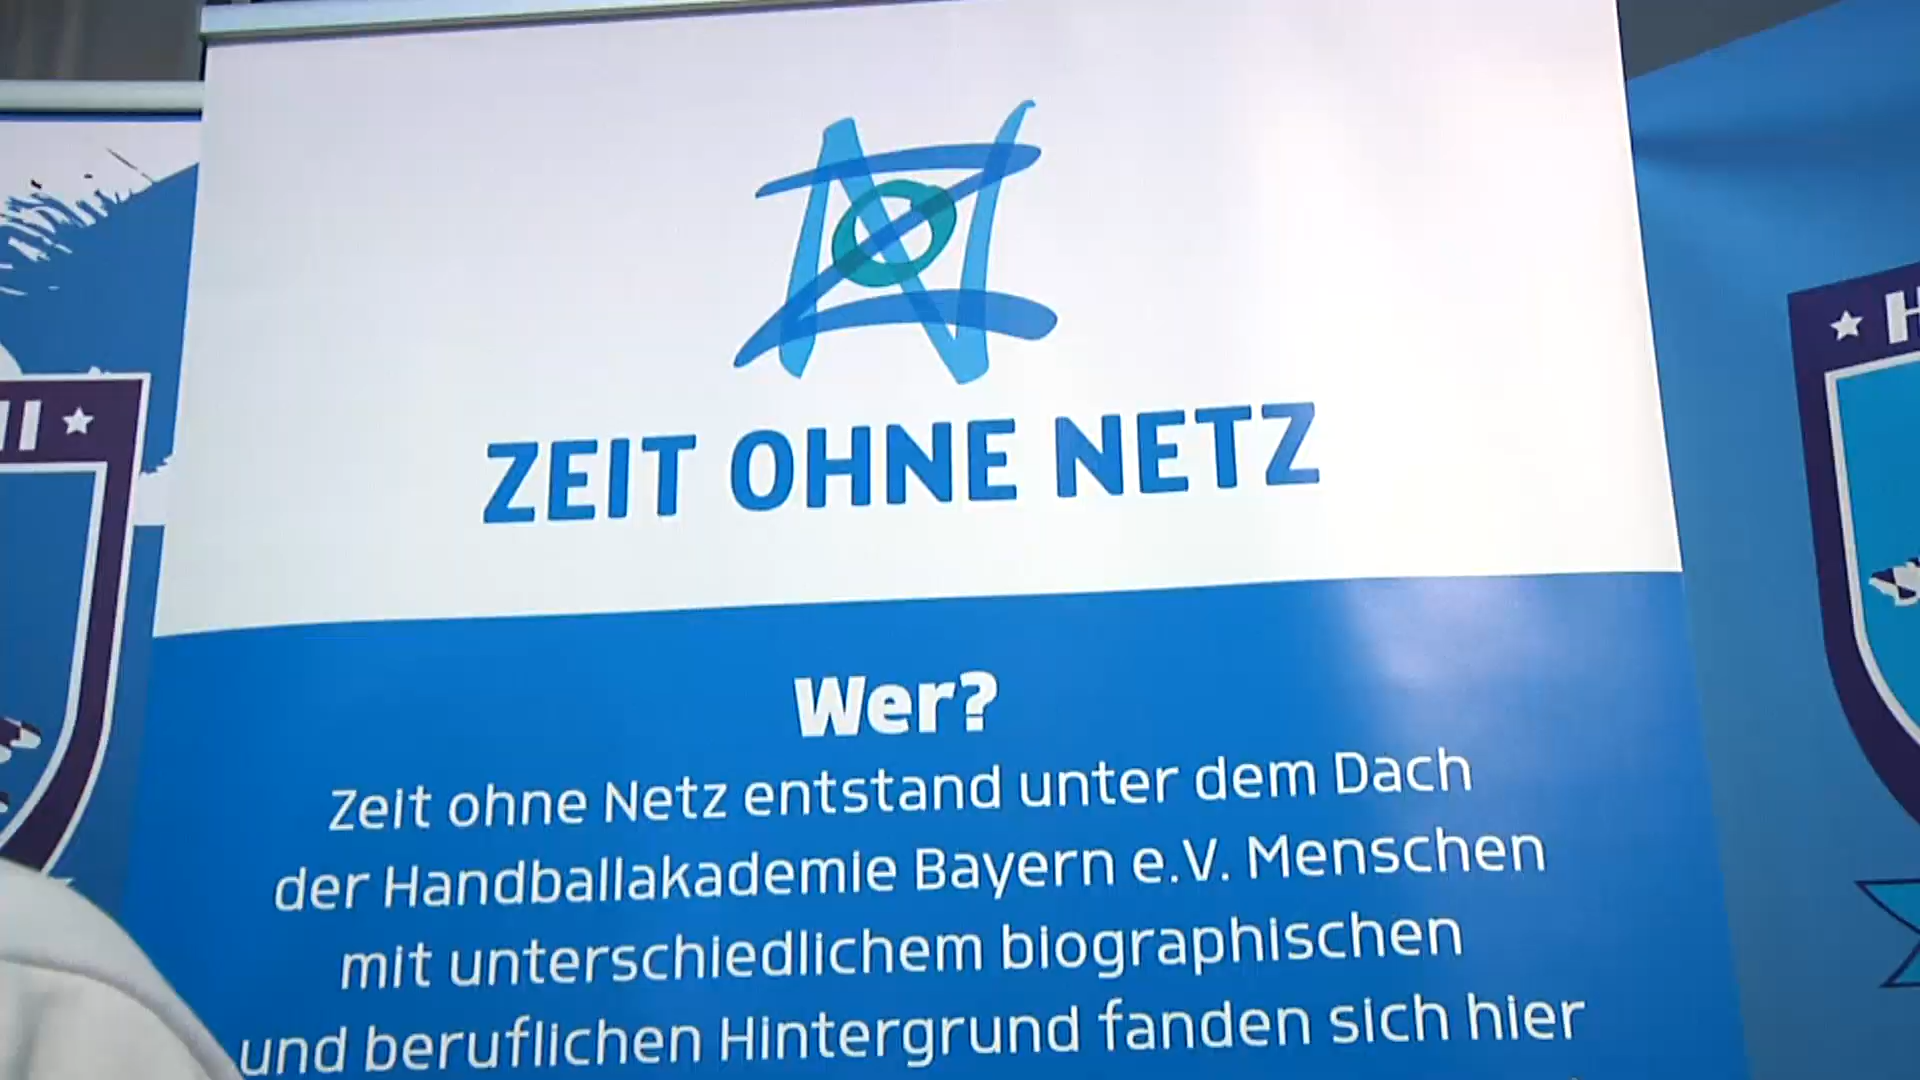 ZEIT OHNE NETZ
Wer?
Zeit ohne Netz entstand unter dem Dach
der Handballakademie Bayern e.V. Menschen
mit unterschiedlichem biographischen
und beruflichen Hintergrund fanden sich hier